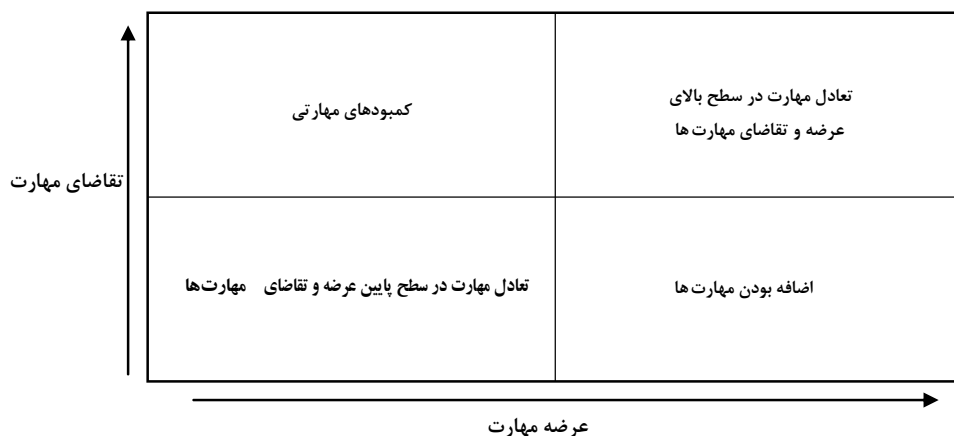 تعادل مهارت در سطح بالای
عرضه و تقاضای مهارت ها
کمبودهای مهارتی
تقاضای مهارت
اضافه بودن مهارت ها
تعادل مهارت در سطح پایین عرضه و تقاضای مهارت‌ها
عرضه مهارت